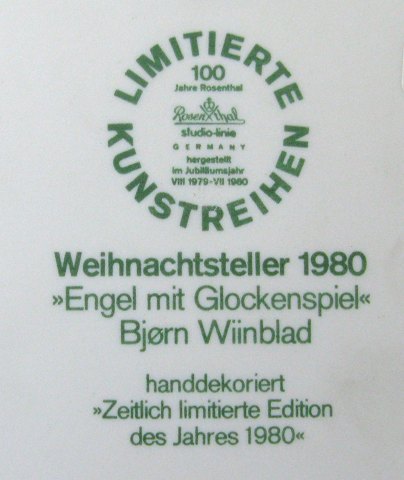 LIMITIERTE
100
Jahre Rosenthal
Rosenthal
studio-linie
GERMANY
hergestellt
im Jubiläumsjahr
VIII 1979-VII 1980
KUNSTREIHEN
Weihnachtsteller 1980
»Engel mit Glockenspiel«
Bjørn Wiinblad
handdekoriert
»Zeitlich limitierte Edition
des Jahres 1980«